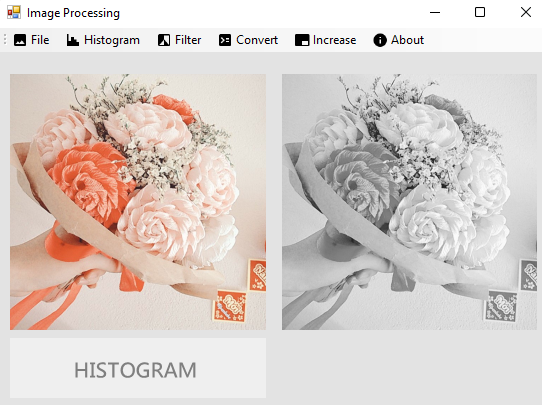 Image Processing
File Histogram Filter Convert Increase About
HISTOGRAM